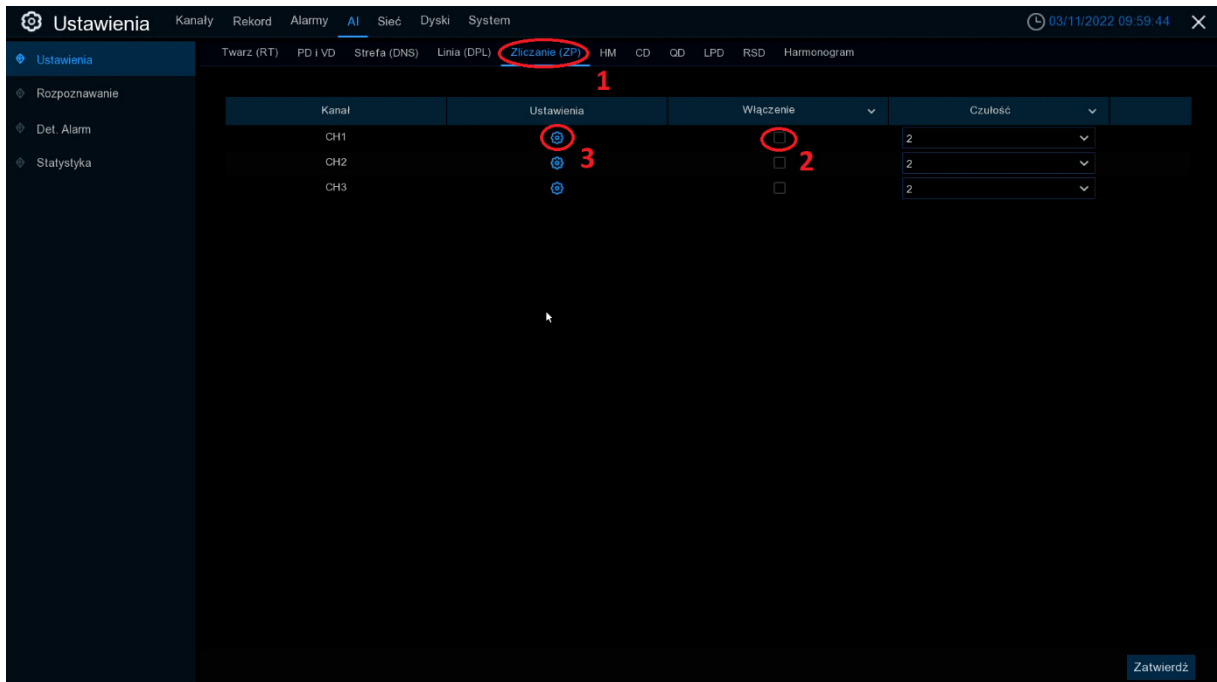 Ustawienia Kanały Rekord Alarmy AI Sieć Dyski System 03/11/2022 09:59:44
Ustawienia Twarz (RT) PD i VD Strefa (DNS) Linia (DPL) Zliczanie (ZP) HM CD QD LPD RSD Harmonogram
1
Rozpoznawanie
Kanał Ustawienia Włączenie Czułość
Det. Alarm
CH1 2
3 2
Statystyka
CH2 2
CH3 2
Zatwierdź